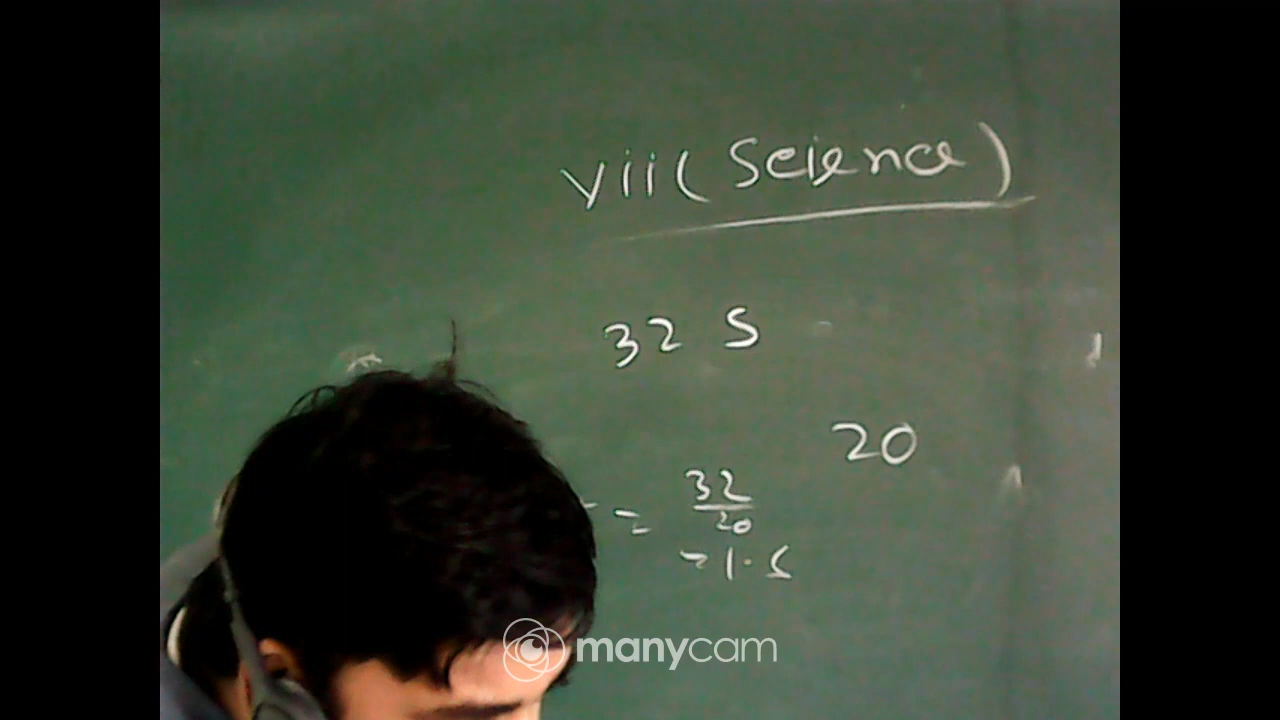 vii (Science)
32 S
20
= 32/20
= 1.5
manycam